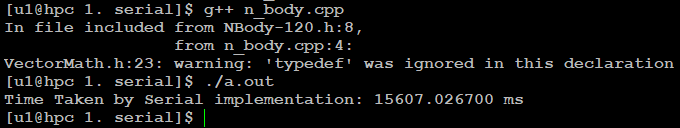 [u1@hpc 1. serial]$ g++ n_body.cpp
In file included from NBody-120.h:8,
                 from n_body.cpp:4:
VectorMath.h:23: warning: 'typedef' was ignored in this declaration
[u1@hpc 1. serial]$ ./a.out
Time Taken by Serial implementation: 15607.026700 ms
[u1@hpc 1. serial]$